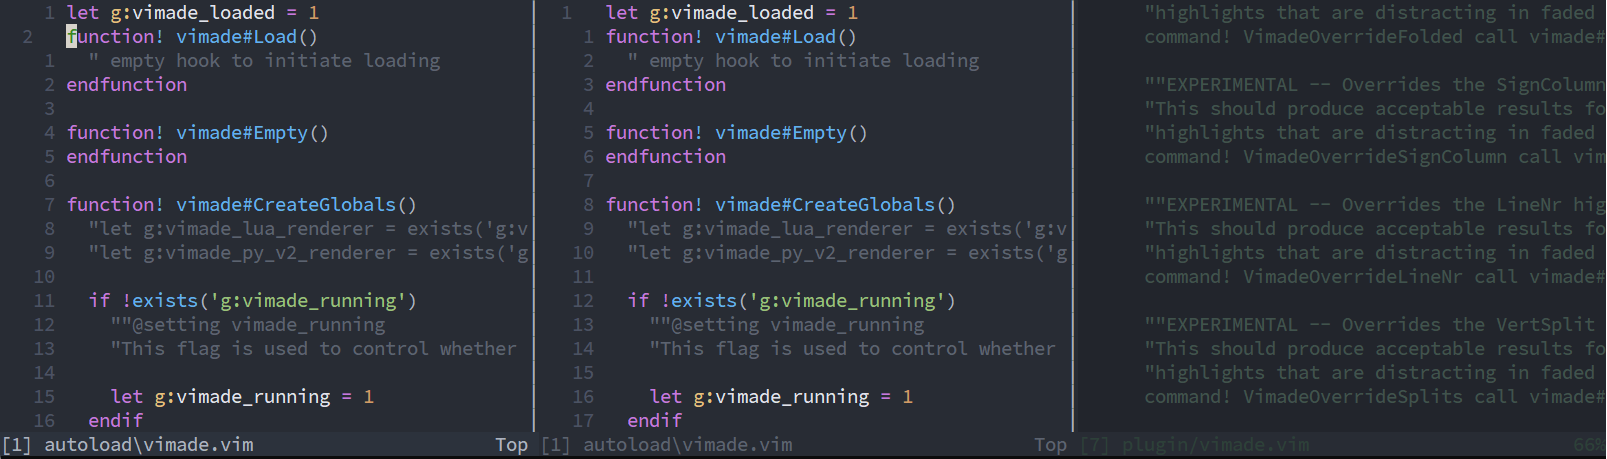 1 let g:vimade_loaded = 1
2 function! vimade#Load()
1 " empty hook to initiate loading
2 endfunction
3
4 function! vimade#Empty()
5 endfunction
6
7 function! vimade#CreateGlobals()
8 "let g:vimade_lua_renderer = exists('g:v
9 "let g:vimade_py_v2_renderer = exists('g
10
11 if !exists('g:vimade_running')
12 ""@setting vimade_running
13 "This flag is used to control whether
14
15 let g:vimade_running = 1
16 endif
[1] autoload\vimade.vim Top
1 let g:vimade_loaded = 1
1 function! vimade#Load()
2 " empty hook to initiate loading
3 endfunction
4
5 function! vimade#Empty()
6 endfunction
7
8 function! vimade#CreateGlobals()
9 "let g:vimade_lua_renderer = exists('g:v
10 "let g:vimade_py_v2_renderer = exists('g
11
12 if !exists('g:vimade_running')
13 ""@setting vimade_running
14 "This flag is used to control whether
15
16 let g:vimade_running = 1
17 endif
[1] autoload\vimade.vim Top
"highlights that are distracting in faded
command! VimadeOverrideFolded call vimade#
""EXPERIMENTAL -- Overrides the SignColumn
"This should produce acceptable results fo
"highlights that are distracting in faded
command! VimadeOverrideSignColumn call vim
""EXPERIMENTAL -- Overrides the LineNr hig
"This should produce acceptable results fo
"highlights that are distracting in faded
command! VimadeOverrideLineNr call vimade#
""EXPERIMENTAL -- Overrides the VertSplit
"This should produce acceptable results fo
"highlights that are distracting in faded
command! VimadeOverrideSplits call vimade#
[7] plugin/vimade.vim 66%